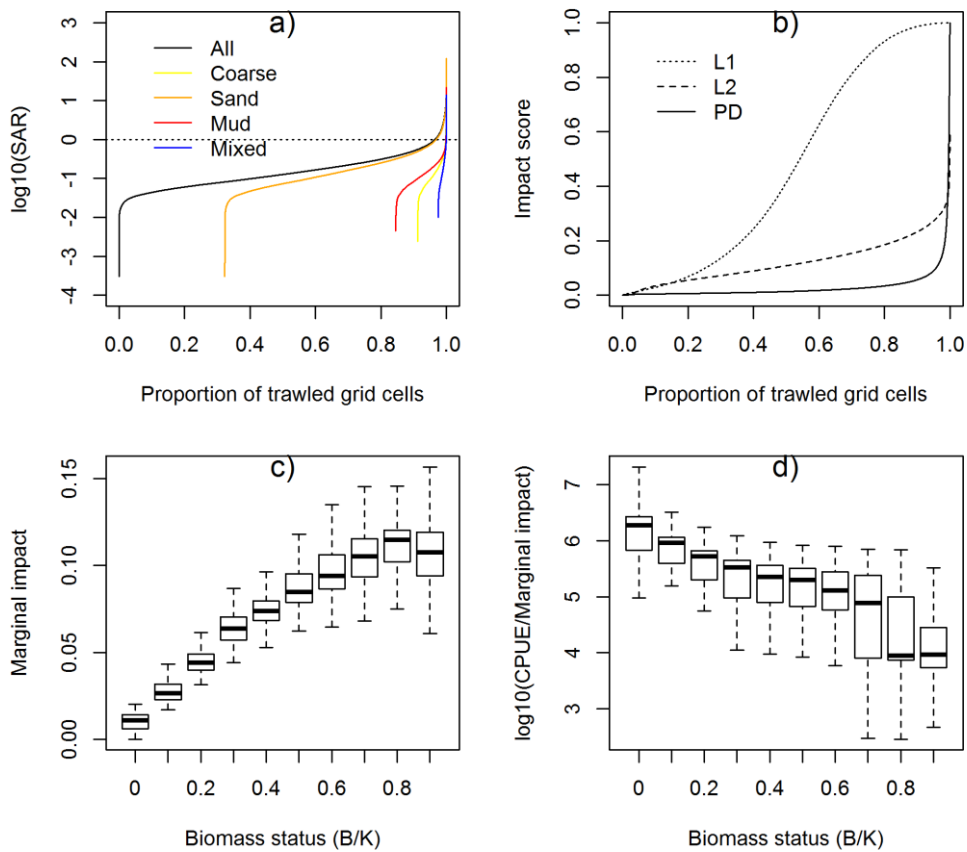 a)
log10(SAR)
3
2
1
0
-1
-2
-3
-4
All
Coarse
Sand
Mud
Mixed
0.0 0.2 0.4 0.6 0.8 1.0
Proportion of trawled grid cells
b)
Impact score
1.0
0.8
0.6
0.4
0.2
0.0
L1
L2
PD
0.0 0.2 0.4 0.6 0.8 1.0
Proportion of trawled grid cells
c)
Marginal impact
0.15
0.10
0.05
0.00
0 0.2 0.4 0.6 0.8
Biomass status (B/K)
d)
log10(CPUE/Marginal impact)
7
6
5
4
3
0 0.2 0.4 0.6 0.8
Biomass status (B/K)